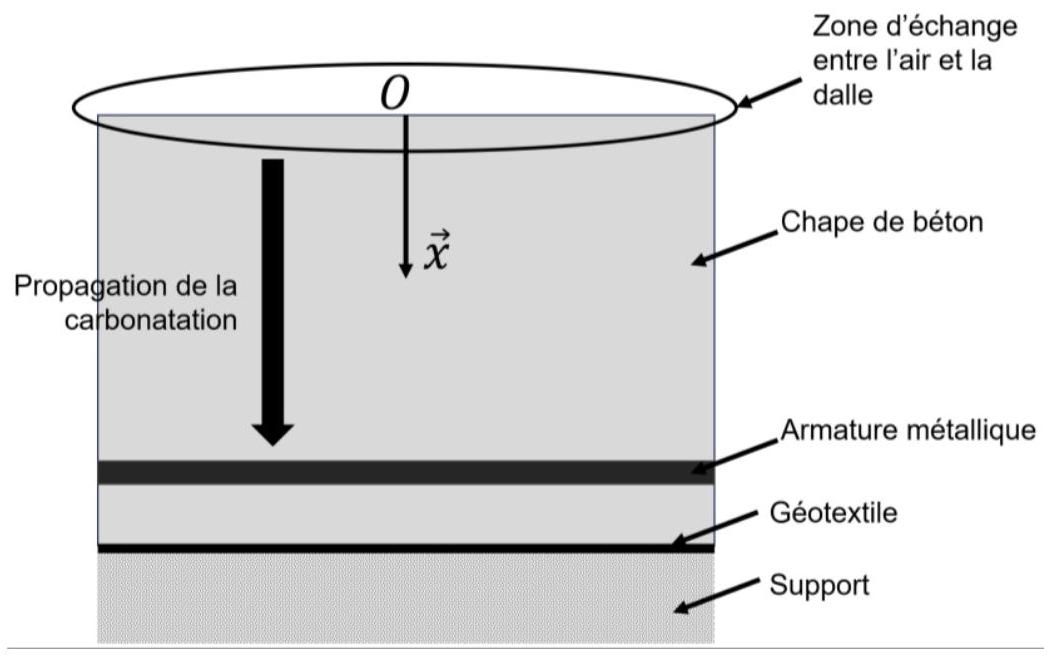 Zone d'échange
entre l'air et la
dalle
O
Chape de béton
x⃗
Propagation de la
carbonatation
Armature métallique
Géotextile
Support